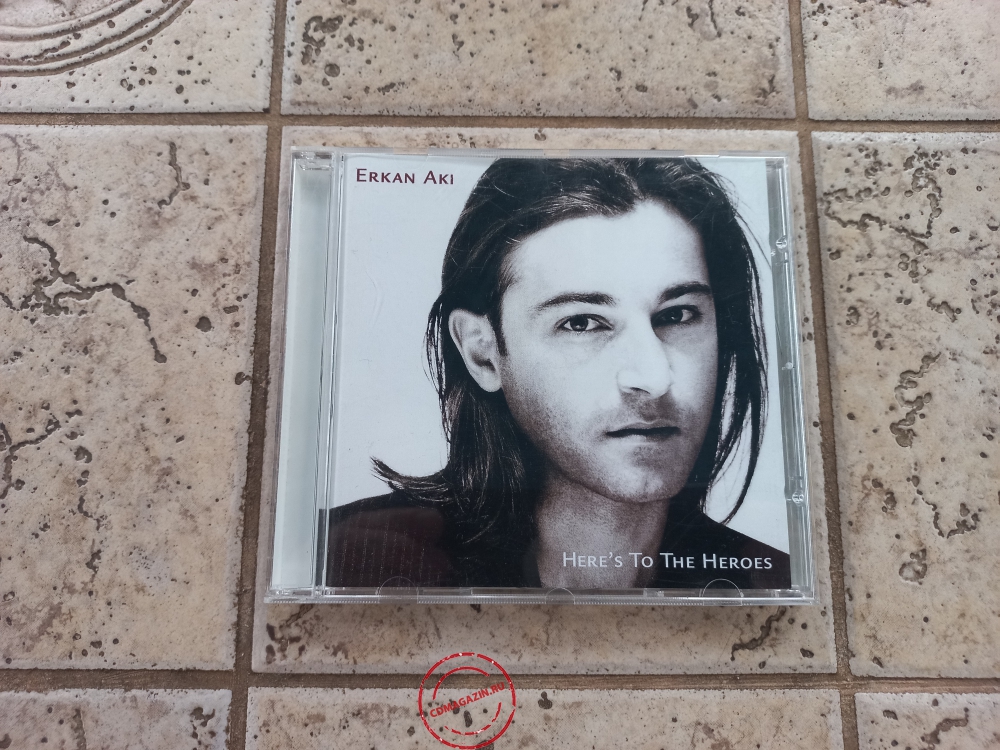 Erkan Aki
Here's To The Heroes
CDMAGAZIN.RU